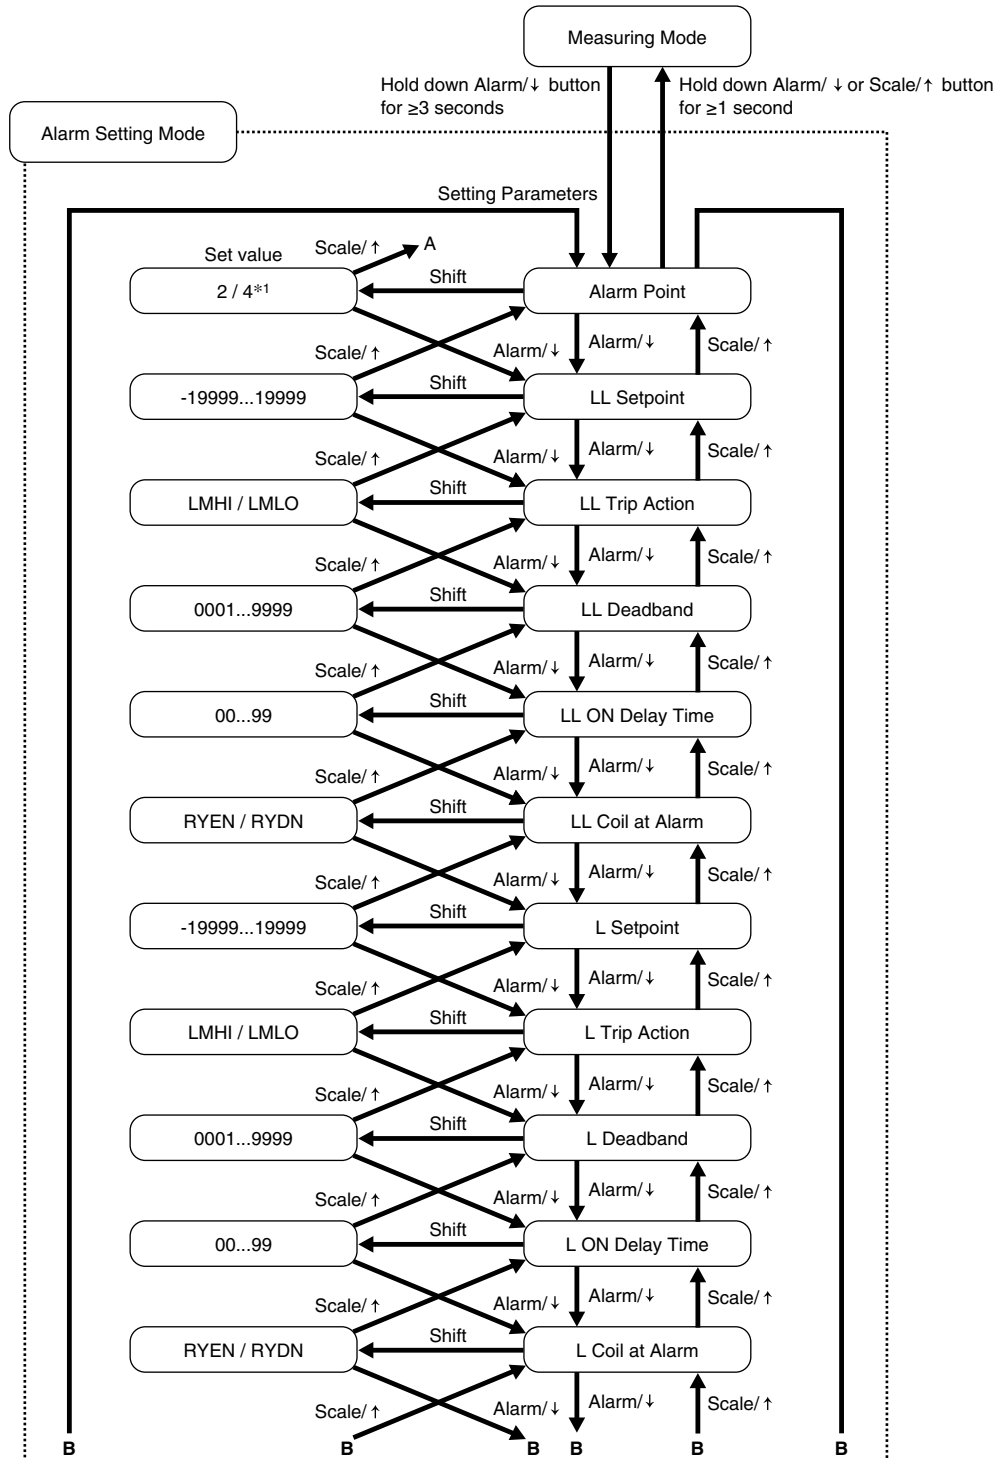 Measuring Mode
Hold down Alarm/↓ button
for ≥3 seconds
Hold down Alarm/ ↓ or Scale/↑ button
for ≥1 second
Alarm Setting Mode
Setting Parameters
Set value
Scale/ ↑
A
2 / 4*1
Shift
Alarm Point
Scale/ ↑
Alarm/↓
Alarm/↓
Scale/ ↑
-19999...19999
Shift
LL Setpoint
Scale/ ↑
Alarm/↓
Alarm/↓
Scale/ ↑
LMHI / LMLO
Shift
LL Trip Action
Scale/ ↑
Alarm/↓
Alarm/↓
Scale/ ↑
0001...9999
Shift
LL Deadband
Scale/ ↑
Alarm/↓
Alarm/↓
Scale/ ↑
00...99
Shift
LL ON Delay Time
Scale/ ↑
Alarm/↓
Alarm/↓
Scale/ ↑
RYEN / RYDN
Shift
LL Coil at Alarm
Scale/ ↑
Alarm/↓
Alarm/↓
Scale/ ↑
-19999...19999
Shift
L Setpoint
Scale/ ↑
Alarm/↓
Alarm/↓
Scale/ ↑
LMHI / LMLO
Shift
L Trip Action
Scale/ ↑
Alarm/↓
Alarm/↓
Scale/ ↑
0001...9999
Shift
L Deadband
Scale/ ↑
Alarm/↓
Alarm/↓
Scale/ ↑
00...99
Shift
L ON Delay Time
Scale/ ↑
Alarm/↓
Alarm/↓
Scale/ ↑
RYEN / RYDN
Shift
L Coil at Alarm
Scale/ ↑
Alarm/↓
Alarm/↓
Scale/ ↑
B
B
B
B
B
B